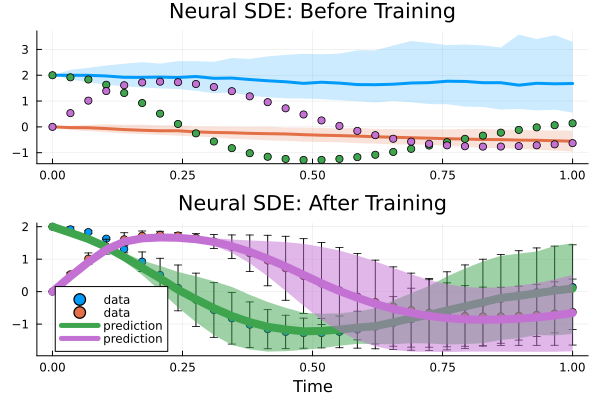 Neural SDE: Before Training
3
2
1
0
−1
0.00 0.25 0.50 0.75 1.00
Neural SDE: After Training
2
1
0
−1
data
data
prediction
prediction
0.00 0.25 0.50 0.75 1.00
Time